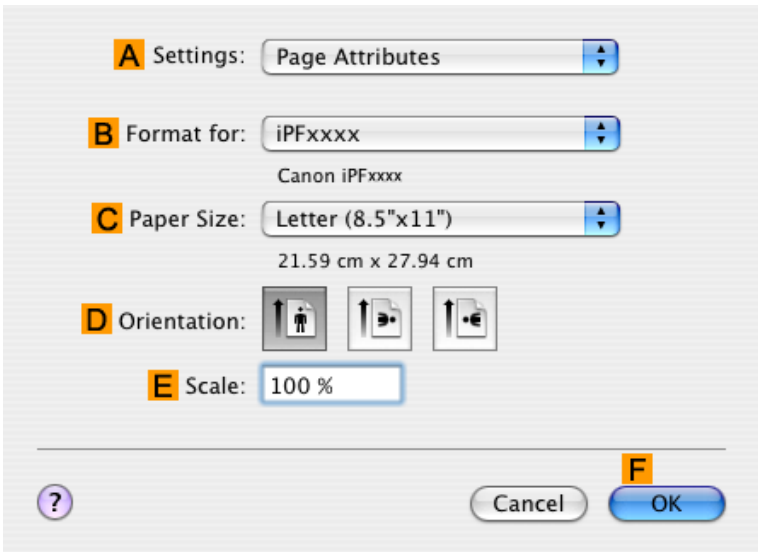 A Settings: Page Attributes
B Format for: iPFxxxx
Canon iPFxxxx
C Paper Size: Letter (8.5"x11")
21.59 cm x 27.94 cm
D Orientation:
E Scale: 100 %
F
? Cancel OK